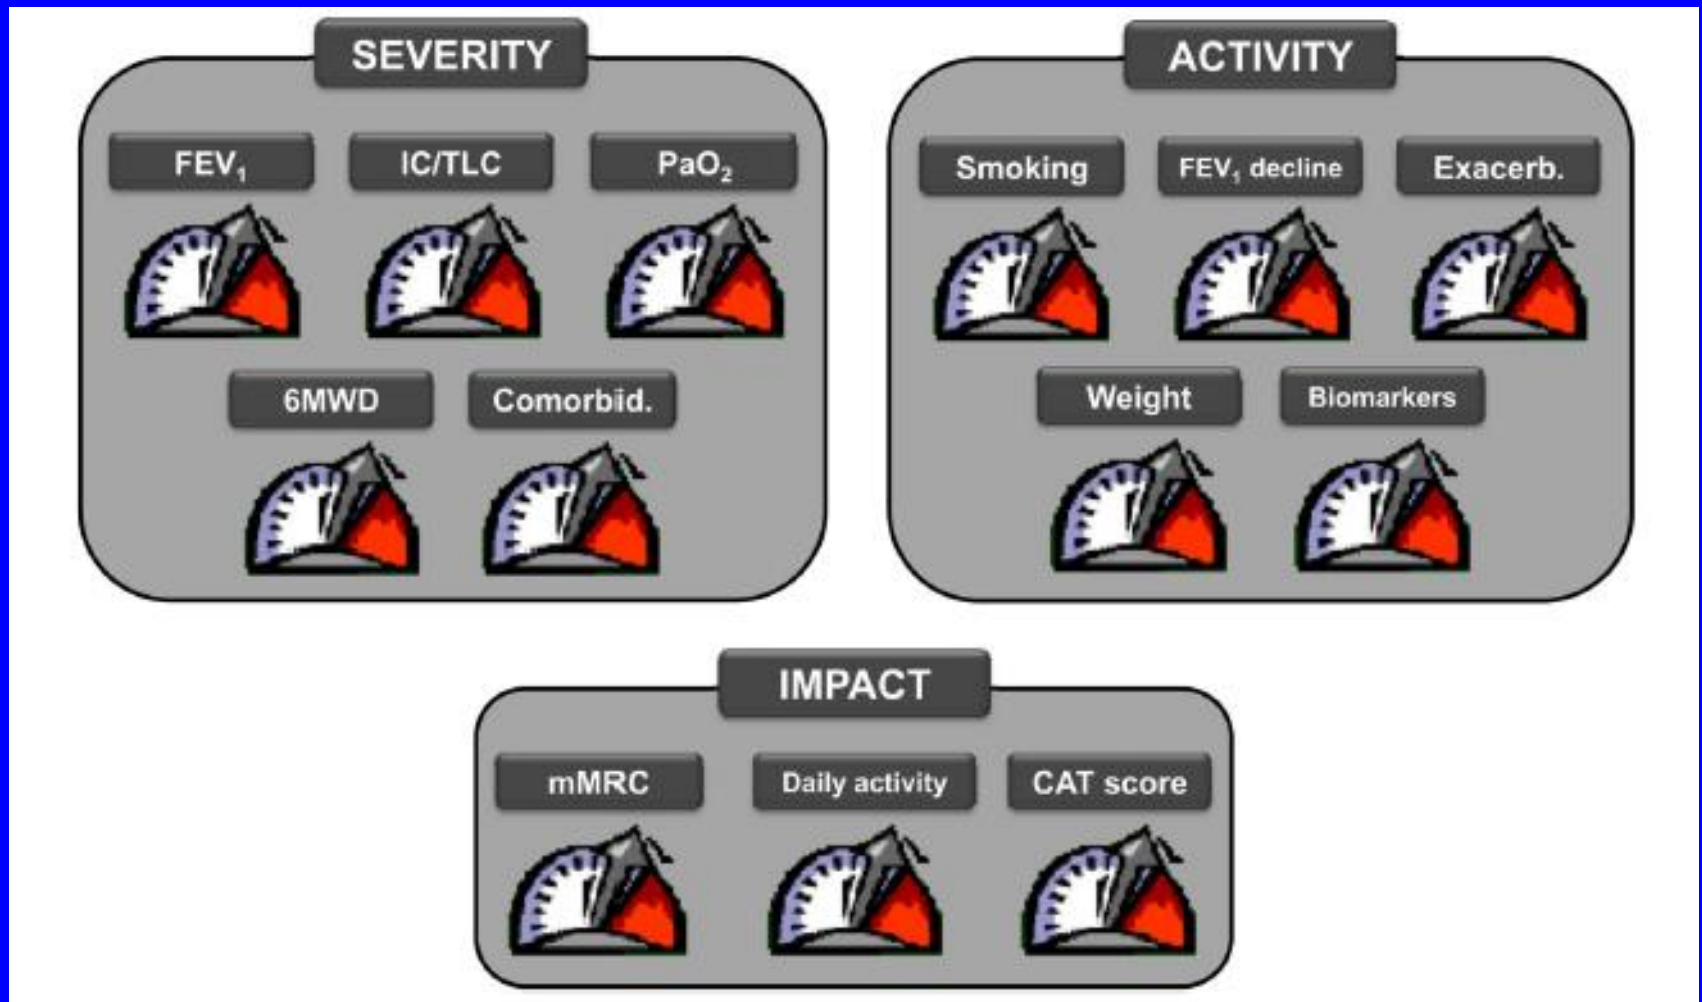 SEVERITY
FEV₁ IC/TLC PaO₂
6MWD Comorbid.
ACTIVITY
Smoking FEV₁ decline Exacerb.
Weight Biomarkers
IMPACT
mMRC Daily activity CAT score